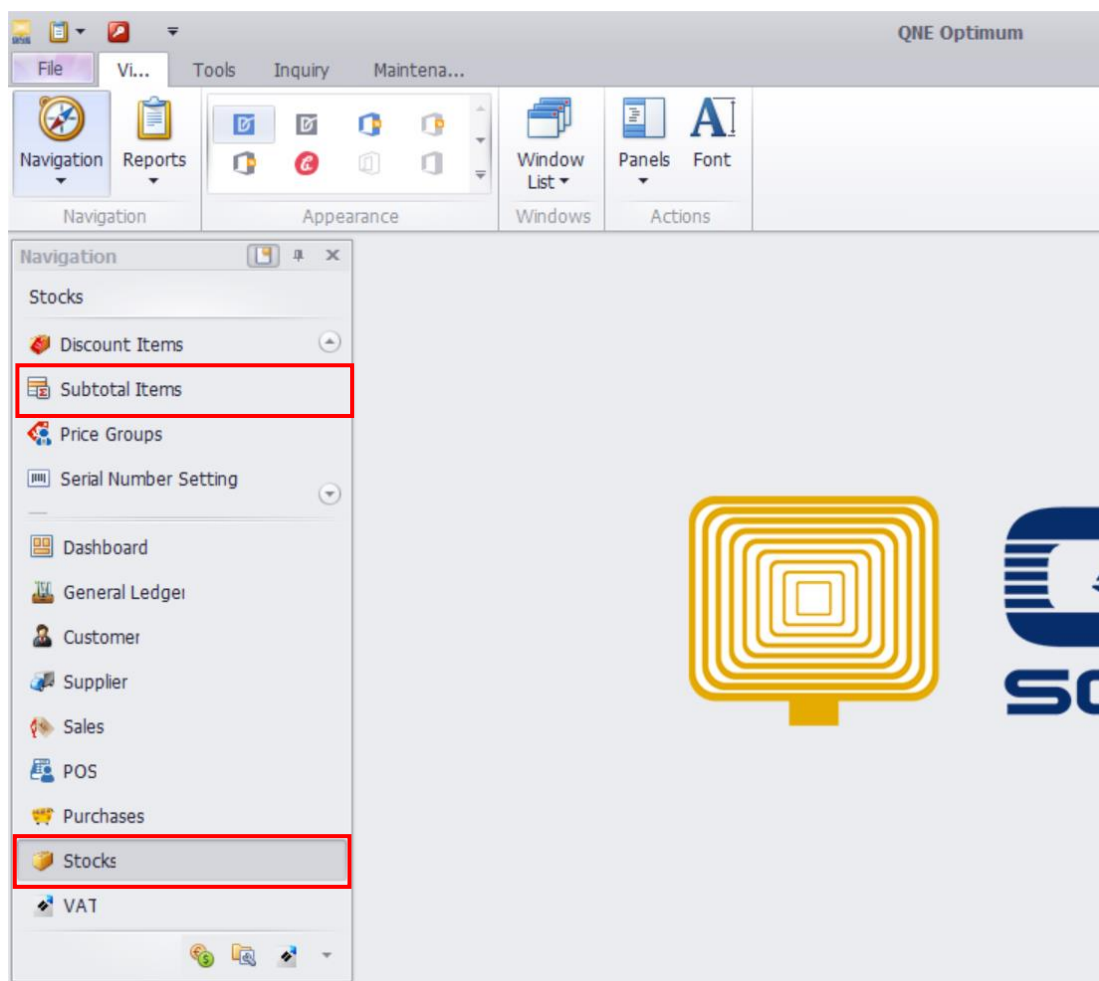 QNE Optimum
File Vi... Tools Inquiry Maintena...
Navigation Reports Window List Panels Font
Navigation Appearance Windows Actions
Navigation
Stocks
Discount Items
Subtotal Items
Price Groups
Serial Number Setting
Dashboard
General Ledger
Customer
Supplier
Sales
POS
Purchases
Stocks
VAT